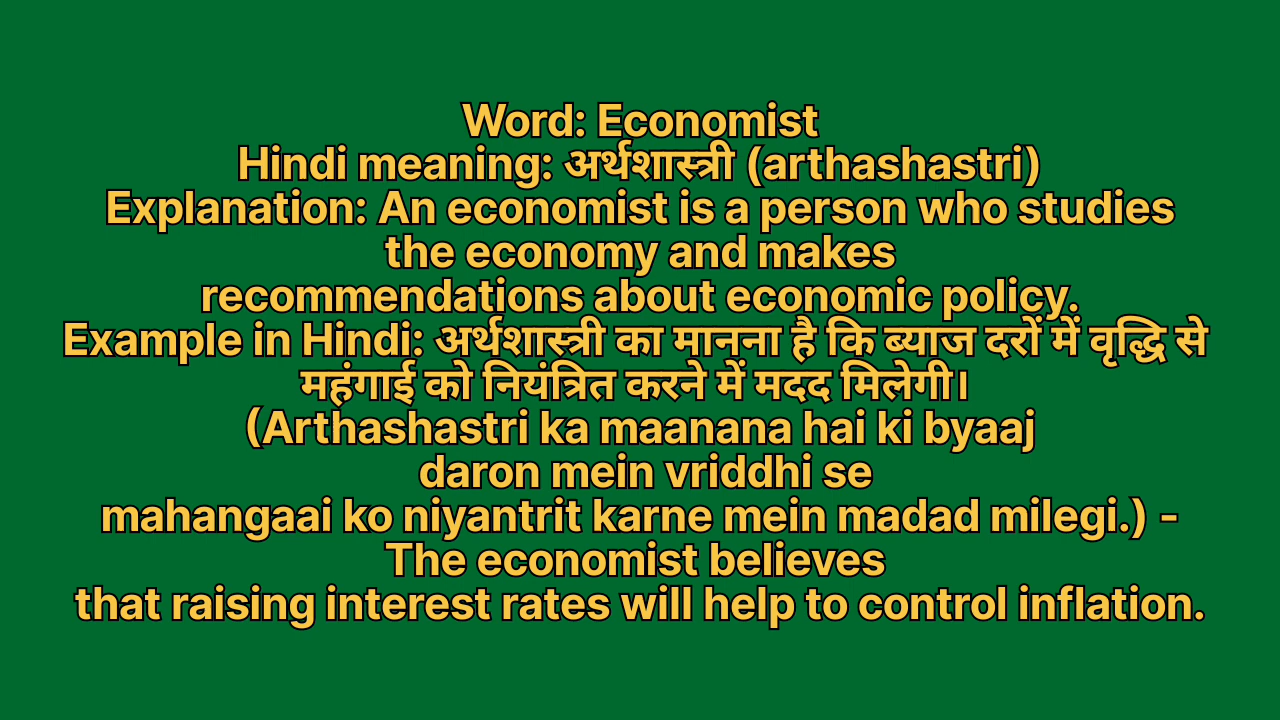 Word: Economist
Hindi meaning: अर्थशास्त्री (arthashastri)
Explanation: An economist is a person who studies
the economy and makes
recommendations about economic policy.
Example in Hindi: अर्थशास्त्री का मानना है कि ब्याज दरों में वृद्धि से
महंगाई को नियंत्रित करने में मदद मिलेगी।
(Arthashastri ka maanana hai ki byaaj
daron mein vriddhi se
mahangaai ko niyantrit karne mein madad milegi.) -
The economist believes
that raising interest rates will help to control inflation.